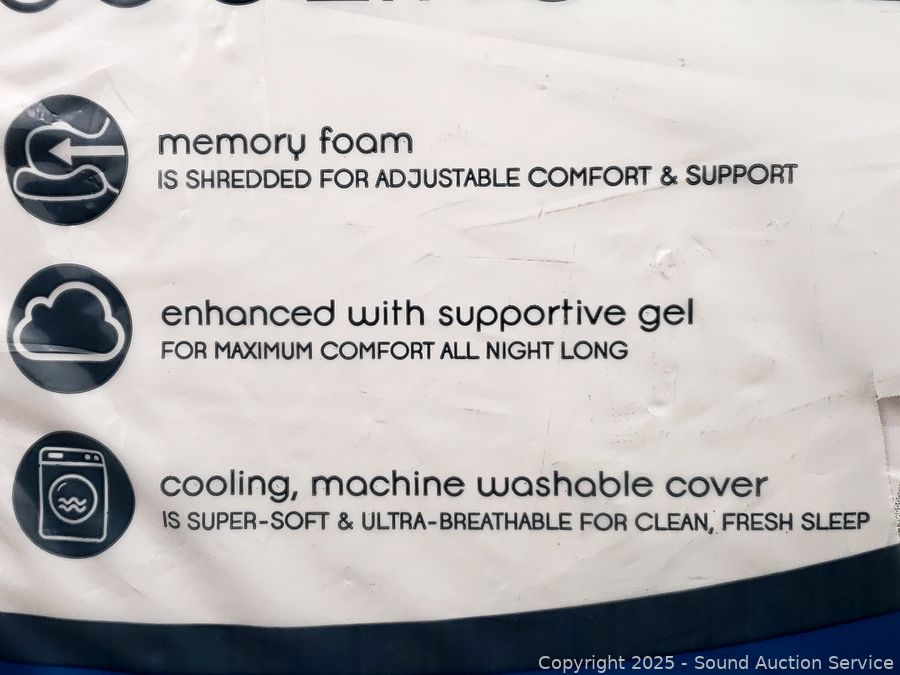 memory foam
IS SHREDDED FOR ADJUSTABLE COMFORT & SUPPORT
enhanced with supportive gel
FOR MAXIMUM COMFORT ALL NIGHT LONG
cooling, machine washable cover
IS SUPER-SOFT & ULTRA-BREATHABLE FOR CLEAN, FRESH SLEEP
Copyright 2025 - Sound Auction Service